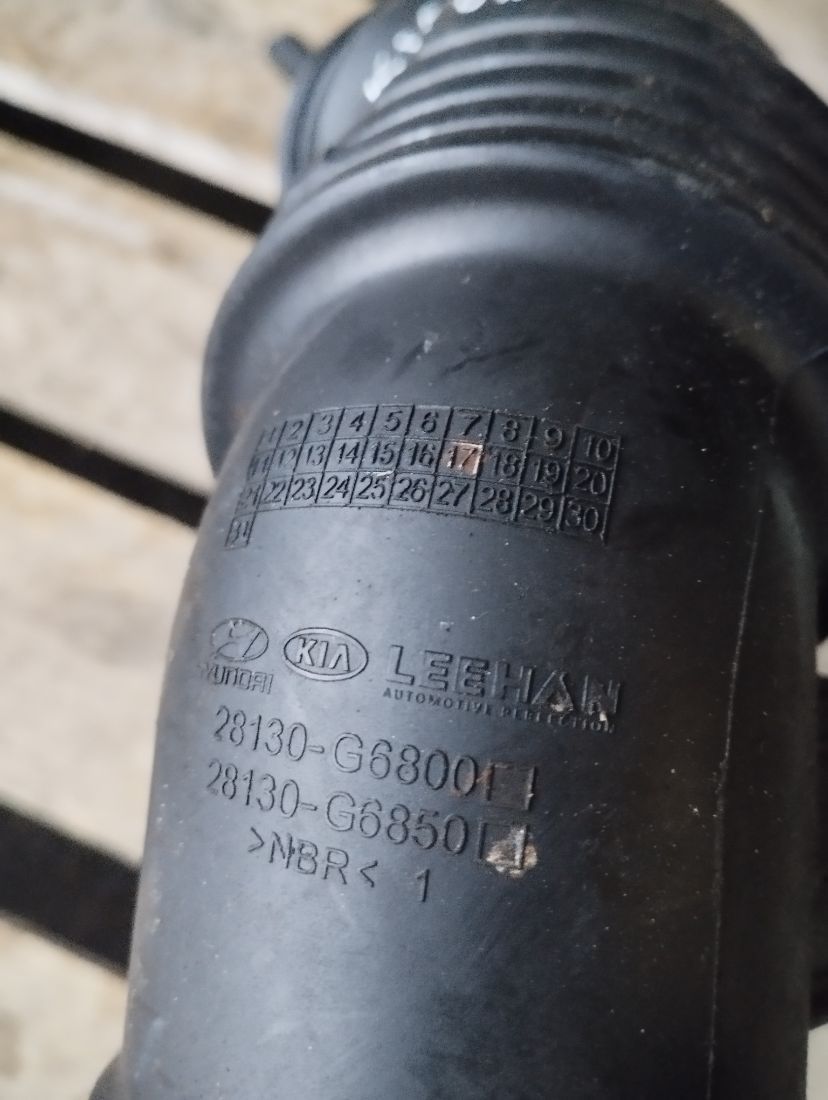 1 2 3 4 5 6 7 8 9 10
11 12 13 14 15 16 17 18 19 20
21 22 23 24 25 26 27 28 29 30
31
HYUNDAI KIA LEEHAN
AUTOMOTIVE PERFECTION
28130-G6800
28130-G6850
>NBR< 1